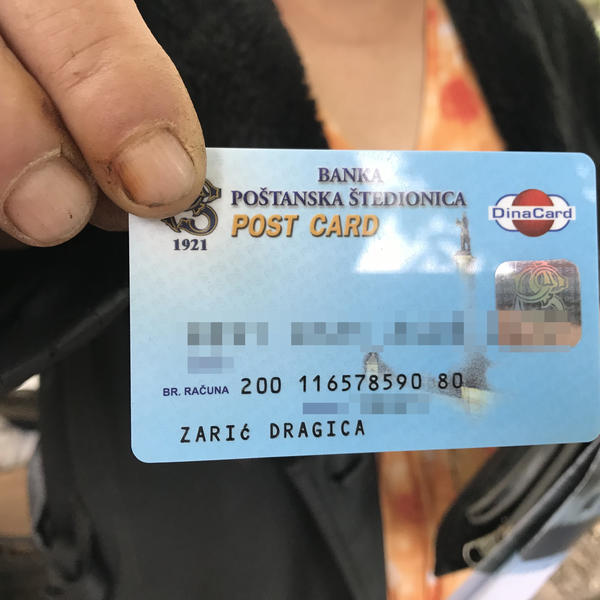 BANKA
POŠTANSKA ŠTEDIONICA
POST CARD
1921
DinaCard
BR. RAČUNA 200 116578590 80
ZARIĆ DRAGICA